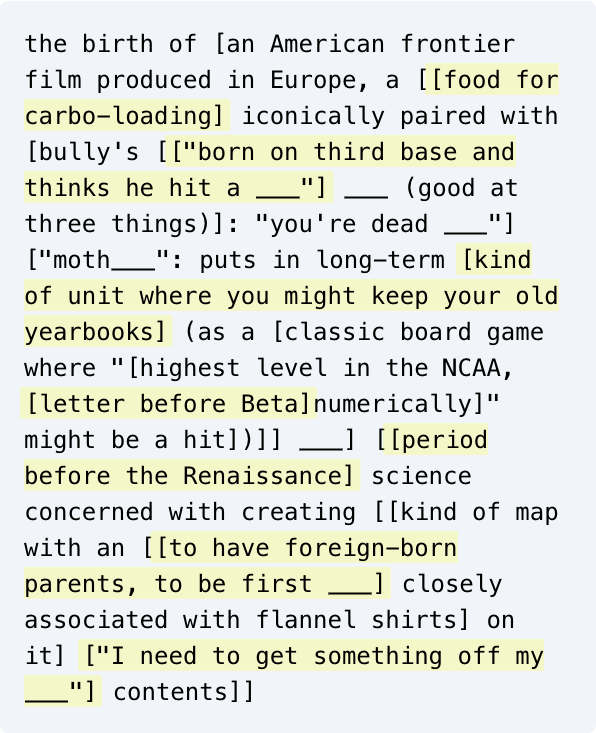 the birth of [an American frontier
film produced in Europe, a [[food for
carbo-loading] iconically paired with
[bully's [["born on third base and
thinks he hit a ___"] ___ (good at
three things)]: "you're dead ___"]
["moth___": puts in long-term [kind
of unit where you might keep your old
yearbooks] (as a [classic board game
where "[highest level in the NCAA,
[letter before Beta]numerically]"
might be a hit])]] ___] [[period
before the Renaissance] science
concerned with creating [[kind of map
with an [[to have foreign-born
parents, to be first ___] closely
associated with flannel shirts] on
it] ["I need to get something off my
___"] contents]]